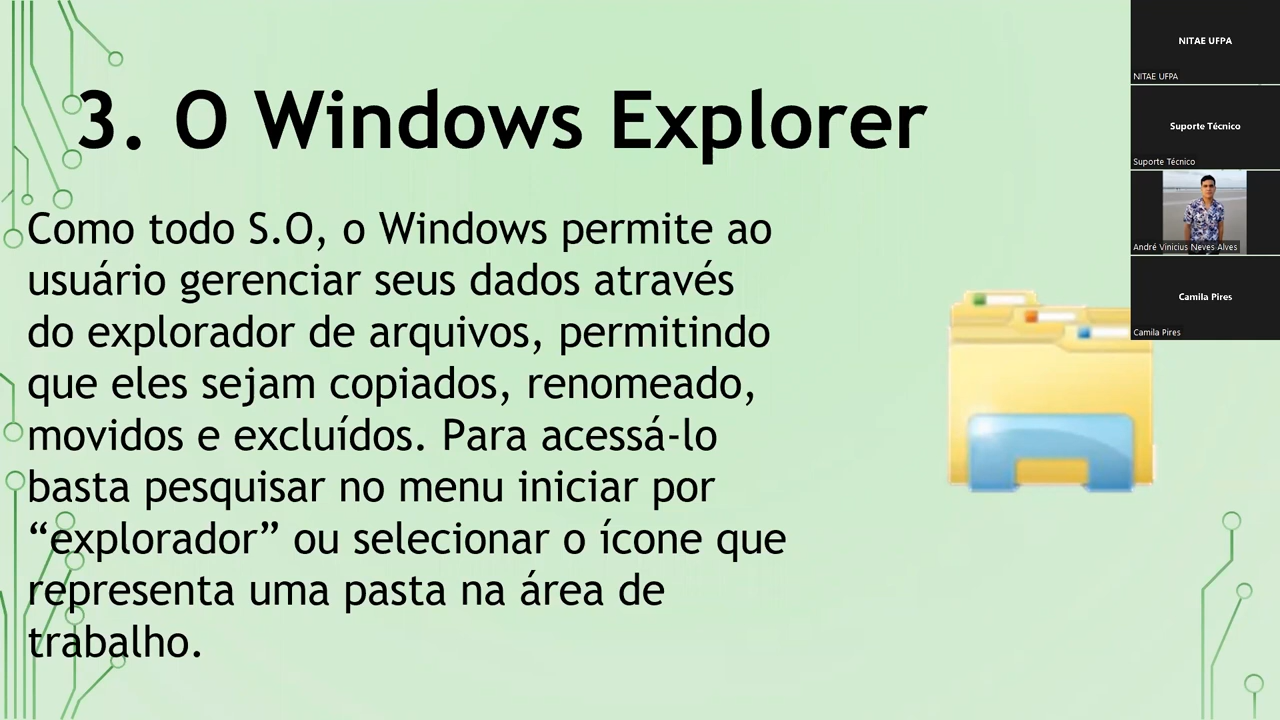 3. O Windows Explorer
Como todo S.O, o Windows permite ao
usuário gerenciar seus dados através
do explorador de arquivos, permitindo
que eles sejam copiados, renomeado,
movidos e excluídos. Para acessá-lo
basta pesquisar no menu iniciar por
“explorador” ou selecionar o ícone que
representa uma pasta na área de
trabalho.
NITAE UFPA
NITAE UFPA
Suporte Técnico
Suporte Técnico
André Vinicius Neves Alves
Camila Pires
Camila Pires